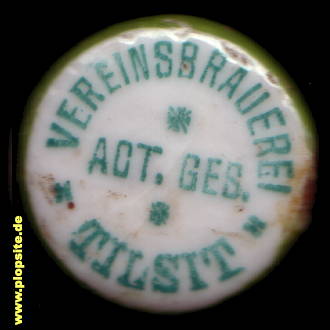 VEREINSBRAUEREI
ACT. GES.
TILSIT
www.plopsite.de